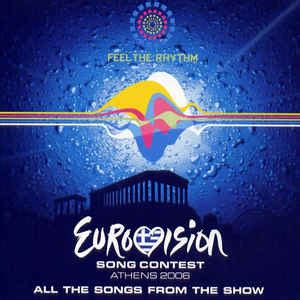 FEEL THE RHYTHM
EUROVISION
SONG CONTEST
ATHENS 2006
ALL THE SONGS FROM THE SHOW